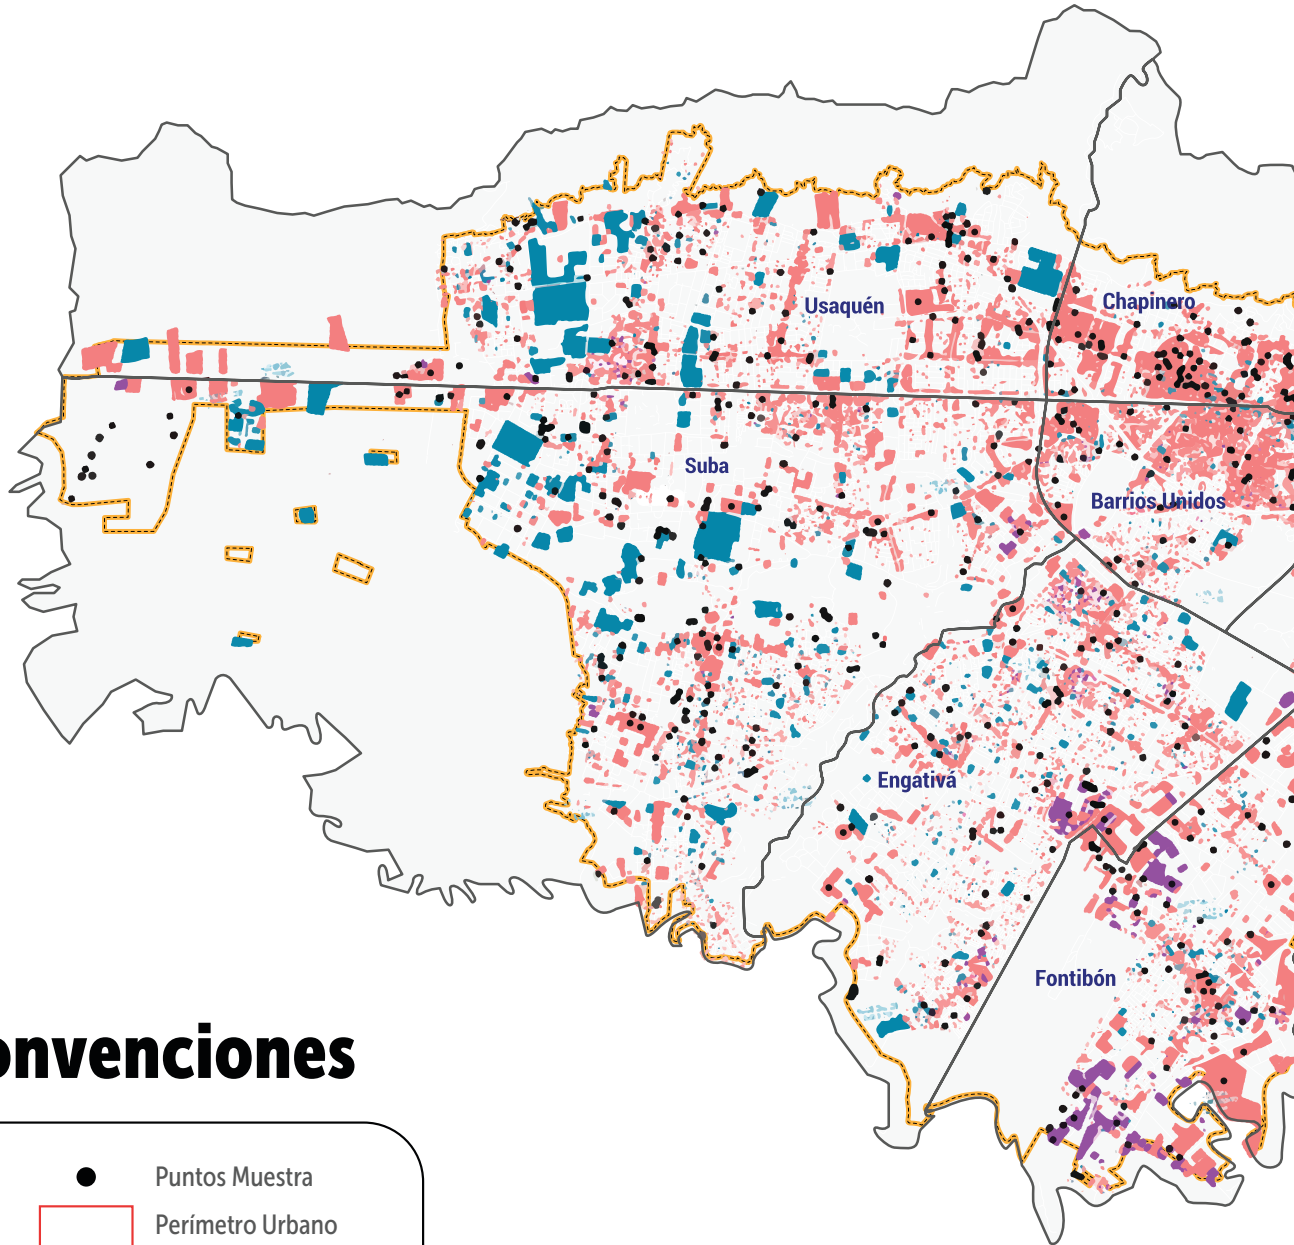 Usaquén
Chapinero
Suba
Barrios Unidos
Engativá
Fontibón
onvenciones
Puntos Muestra
Perímetro Urbano